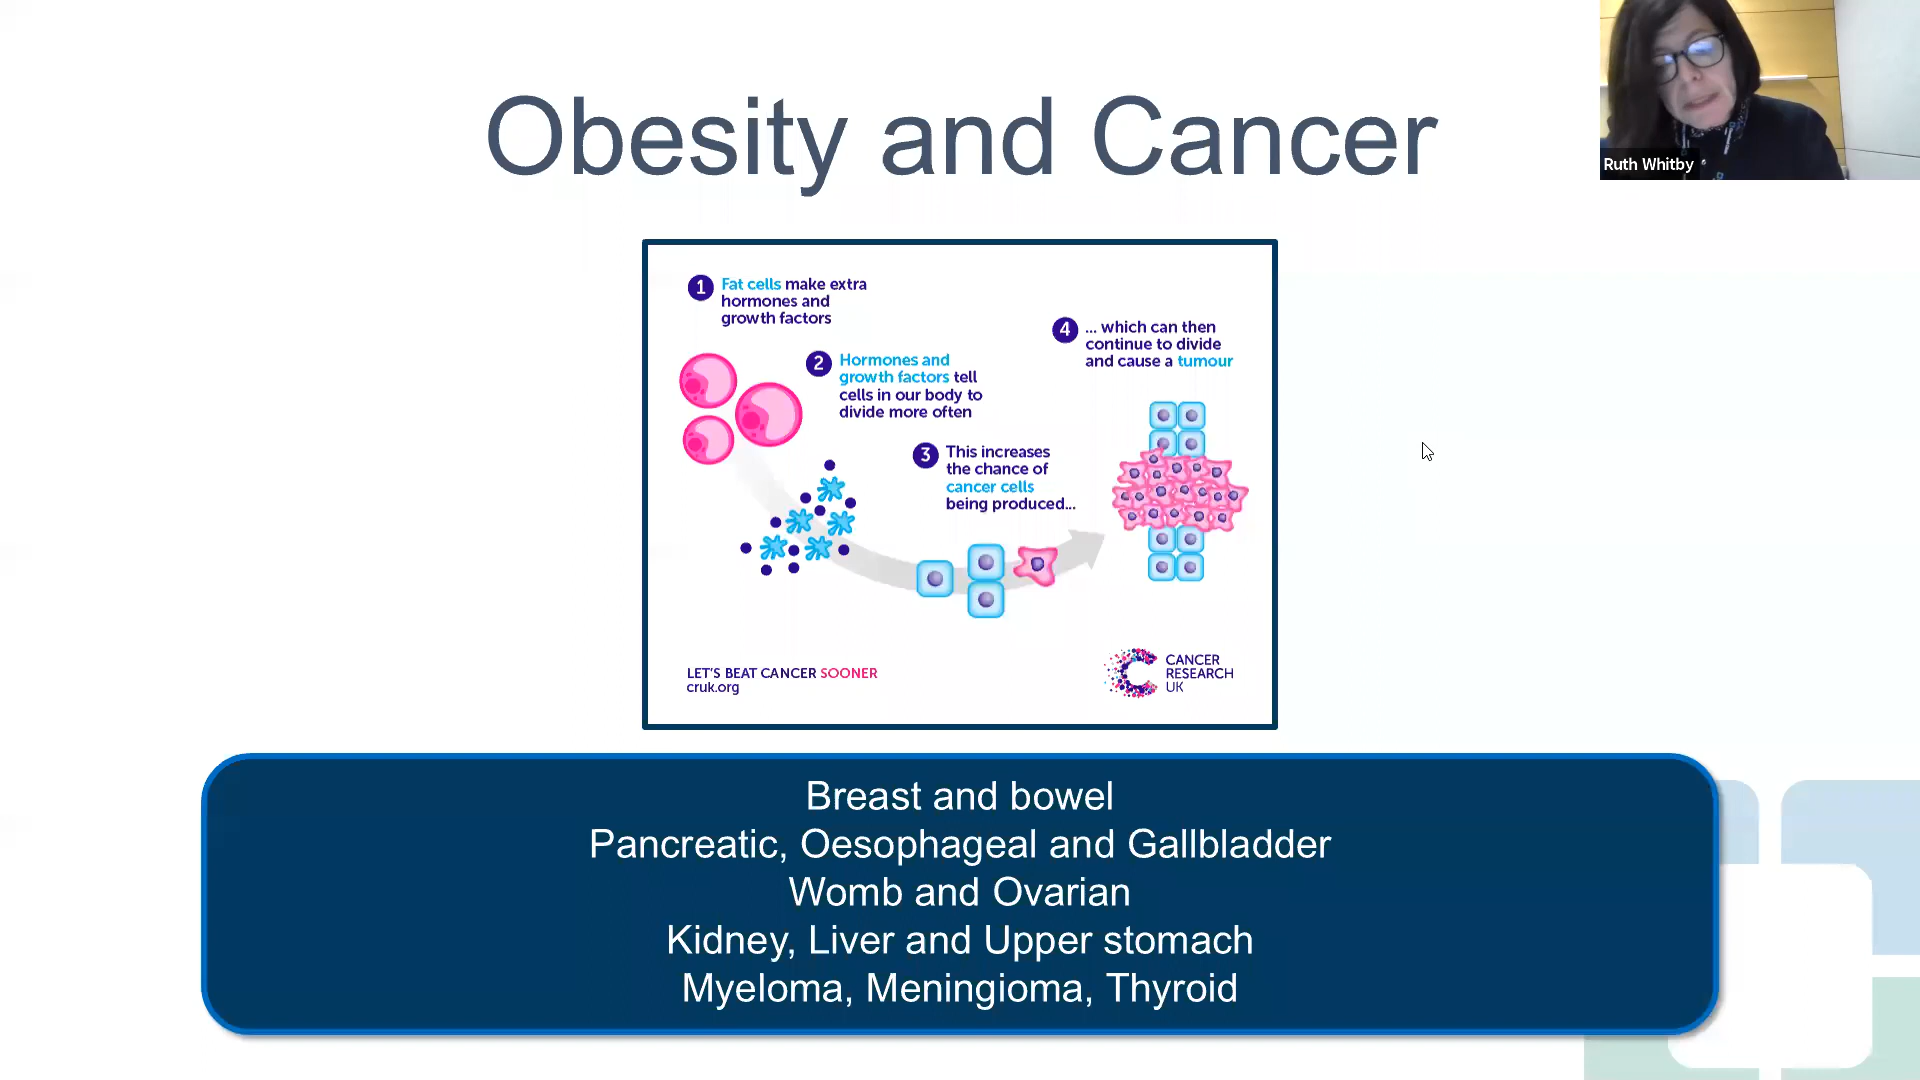 Obesity and Cancer
Ruth Whitby
1 Fat cells make extra
hormones and
growth factors
2 Hormones and
growth factors tell
cells in our body to
divide more often
3 This increases
the chance of
cancer cells
being produced...
4 ... which can then
continue to divide
and cause a tumour
LET'S BEAT CANCER SOONER
cruk.org
CANCER
RESEARCH
UK
Breast and bowel
Pancreatic, Oesophageal and Gallbladder
Womb and Ovarian
Kidney, Liver and Upper stomach
Myeloma, Meningioma, Thyroid